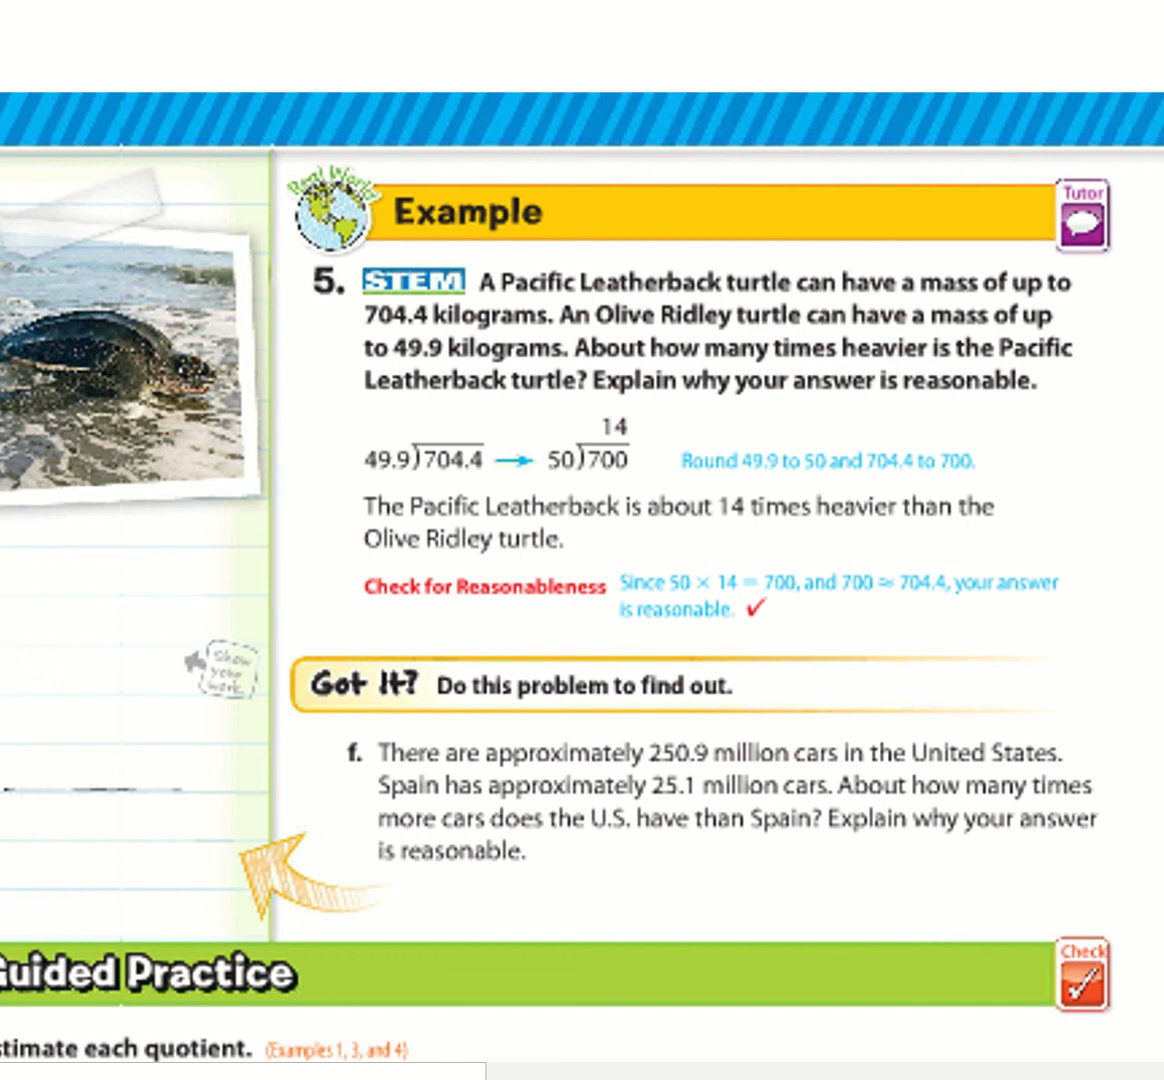 Real World
Example
Tutor
5. STEM A Pacific Leatherback turtle can have a mass of up to
704.4 kilograms. An Olive Ridley turtle can have a mass of up
to 49.9 kilograms. About how many times heavier is the Pacific
Leatherback turtle? Explain why your answer is reasonable.
14
49.9)704.4 → 50)700 Round 49.9 to 50 and 704.4 to 700.
The Pacific Leatherback is about 14 times heavier than the
Olive Ridley turtle.
Check for Reasonableness Since 50 × 14 = 700, and 700 ≈ 704.4, your answer
is reasonable. ✓
Show
your
work.
Got It? Do this problem to find out.
f. There are approximately 250.9 million cars in the United States.
Spain has approximately 25.1 million cars. About how many times
more cars does the U.S. have than Spain? Explain why your answer
is reasonable.
Guided Practice
Check
stimate each quotient. (Examples 1, 3, and 4)